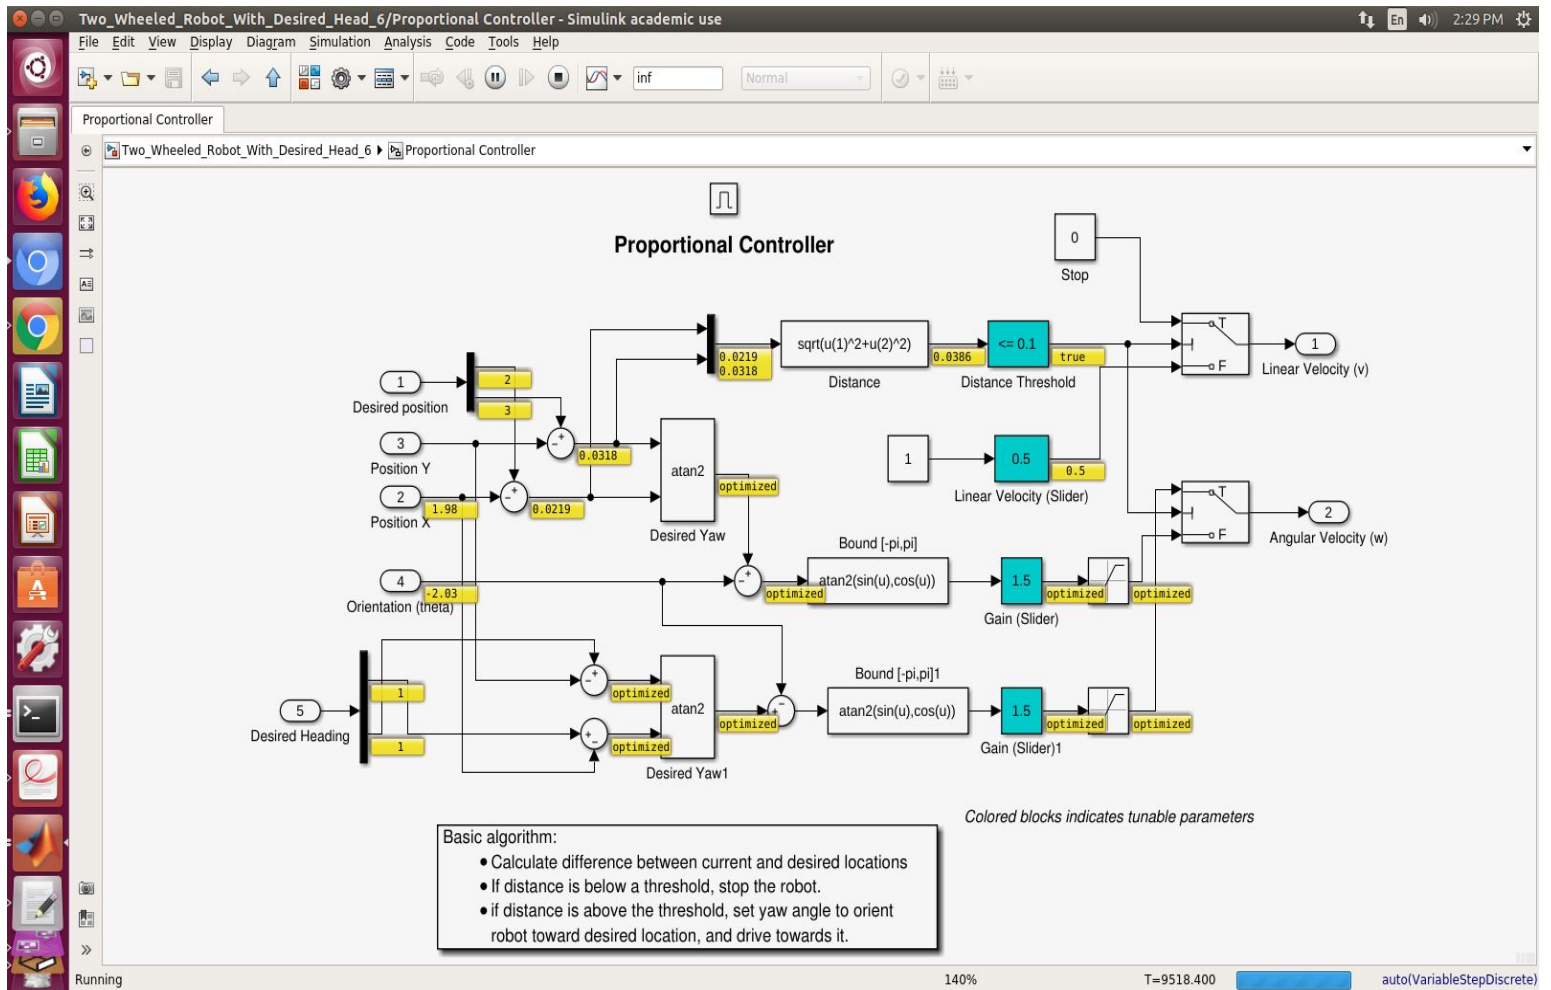 Two_Wheeled_Robot_With_Desired_Head_6/Proportional Controller - Simulink academic use
En
2:29 PM
File Edit View Display Diagram Simulation Analysis Code Tools Help
inf
Normal
Proportional Controller
Two_Wheeled_Robot_With_Desired_Head_6 Proportional Controller
Proportional Controller
0
Stop
T
F
1
Linear Velocity (v)
sqrt(u(1)^2+u(2)^2)
Distance
<= 0.1
Distance Threshold
0.0219
0.0318
0.0386
true
1
Desired position
2
3
3
Position Y
0.0318
2
Position X
1.98
0.0219
atan2
Desired Yaw
optimized
1
0.5
0.5
Linear Velocity (Slider)
T
F
2
Angular Velocity (w)
4
Orientation (theta)
-2.03
Bound [-pi,pi]
atan2(sin(u),cos(u))
optimized
1.5
Gain (Slider)
optimized
optimized
5
Desired Heading
1
1
optimized
optimized
atan2
Desired Yaw1
optimized
Bound [-pi,pi]1
atan2(sin(u),cos(u))
1.5
Gain (Slider)1
optimized
optimized
Colored blocks indicates tunable parameters
Basic algorithm:
• Calculate difference between current and desired locations
• If distance is below a threshold, stop the robot.
• if distance is above the threshold, set yaw angle to orient
robot toward desired location, and drive towards it.
Running
140%
T=9518.400
auto(VariableStepDiscrete)